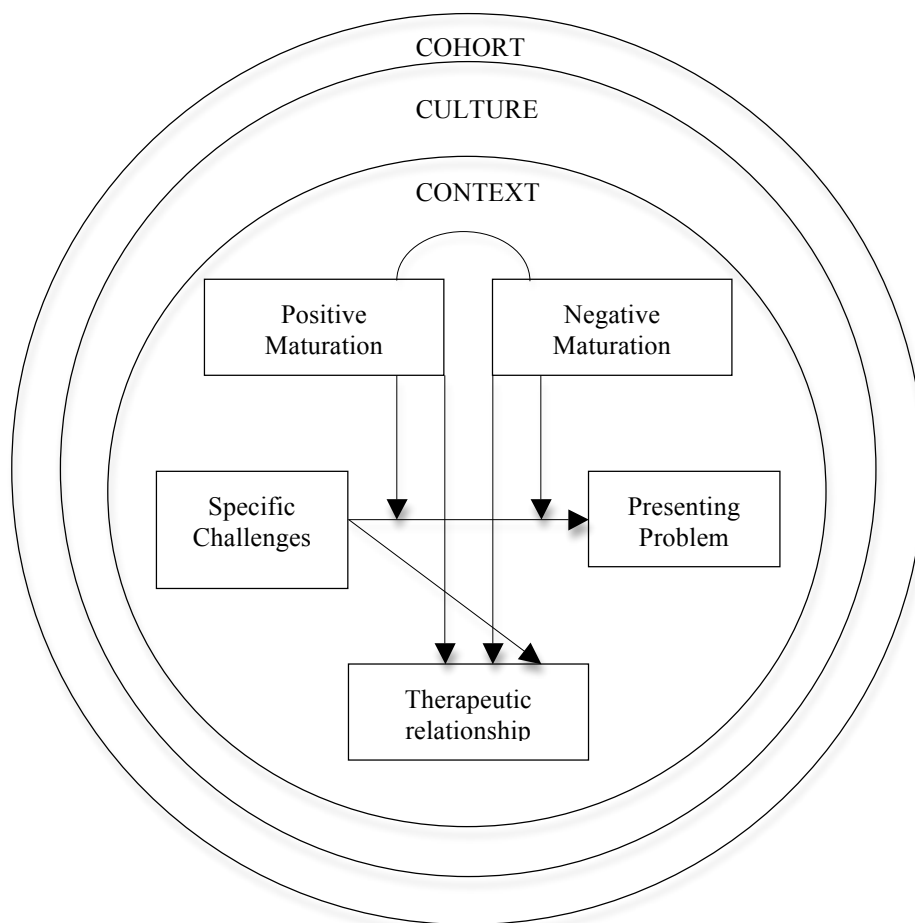 COHORT
CULTURE
CONTEXT
Positive
Maturation
Negative
Maturation
Specific
Challenges
Presenting
Problem
Therapeutic
relationship